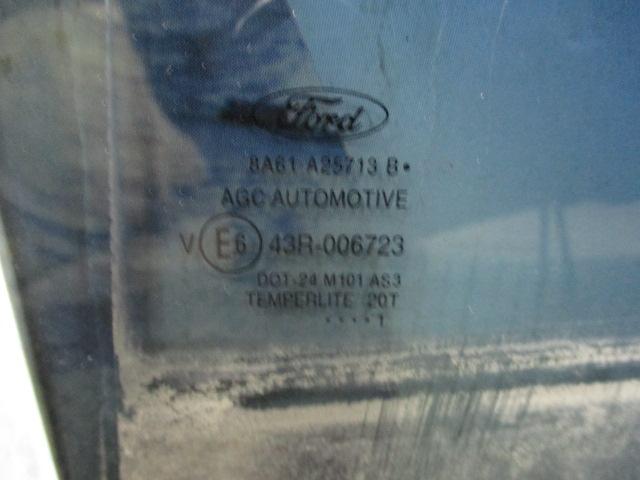 Ford
8A61 A25713 B•
AGC AUTOMOTIVE
V E6 43R-006723
DOT-24 M101 AS3
TEMPERLITE 20T
....1